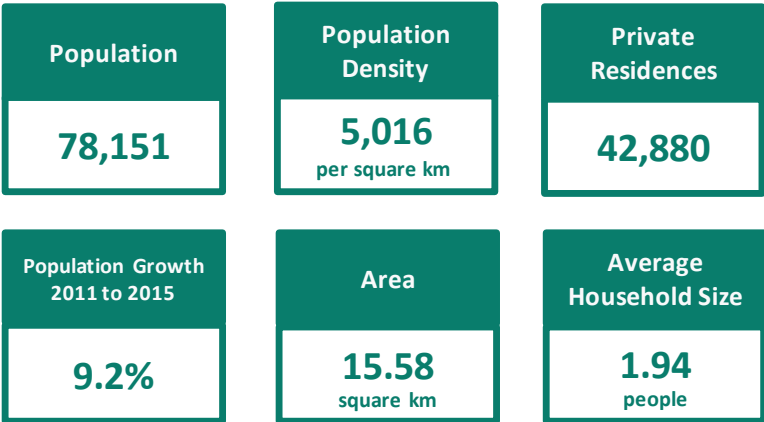 Population
78,151
Population
Density
5,016
per square km
Private
Residences
42,880
Population Growth
2011 to 2015
9.2%
Area
15.58
square km
Average
Household Size
1.94
people